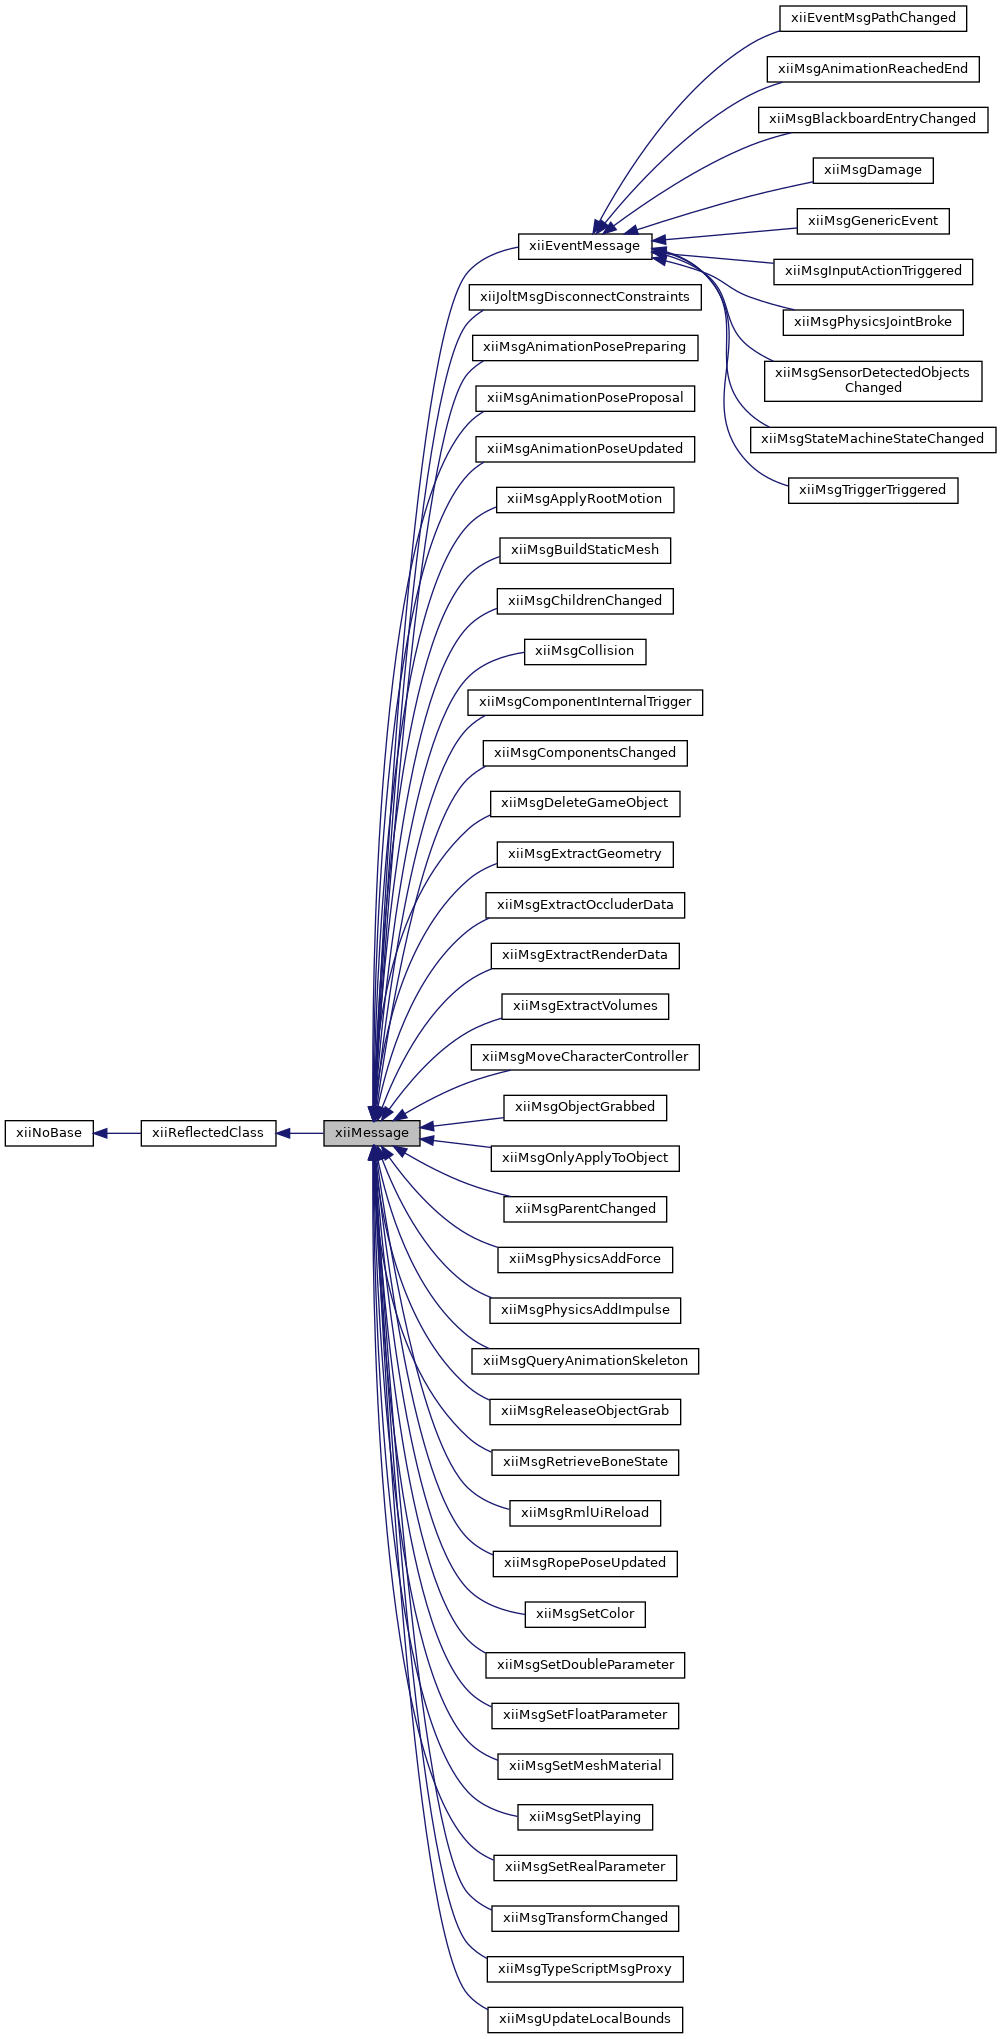 xiiEventMsgPathChanged
xiiMsgAnimationReachedEnd
xiiMsgBlackboardEntryChanged
xiiMsgDamage
xiiMsgGenericEvent
xiiEventMessage
xiiMsgInputActionTriggered
xiiJoltMsgDisconnectConstraints
xiiMsgPhysicsJointBroke
xiiMsgAnimationPosePreparing
xiiMsgSensorDetectedObjects
Changed
xiiMsgAnimationPoseProposal
xiiMsgStateMachineStateChanged
xiiMsgAnimationPoseUpdated
xiiMsgTriggerTriggered
xiiMsgApplyRootMotion
xiiMsgBuildStaticMesh
xiiMsgChildrenChanged
xiiMsgCollision
xiiMsgComponentInternalTrigger
xiiMsgComponentsChanged
xiiMsgDeleteGameObject
xiiMsgExtractGeometry
xiiMsgExtractOccluderData
xiiMsgExtractRenderData
xiiMsgExtractVolumes
xiiMsgMoveCharacterController
xiiMsgObjectGrabbed
xiiNoBase
xiiReflectedClass
xiiMessage
xiiMsgOnlyApplyToObject
xiiMsgParentChanged
xiiMsgPhysicsAddForce
xiiMsgPhysicsAddImpulse
xiiMsgQueryAnimationSkeleton
xiiMsgReleaseObjectGrab
xiiMsgRetrieveBoneState
xiiMsgRmlUiReload
xiiMsgRopePoseUpdated
xiiMsgSetColor
xiiMsgSetDoubleParameter
xiiMsgSetFloatParameter
xiiMsgSetMeshMaterial
xiiMsgSetPlaying
xiiMsgSetRealParameter
xiiMsgTransformChanged
xiiMsgTypeScriptMsgProxy
xiiMsgUpdateLocalBounds